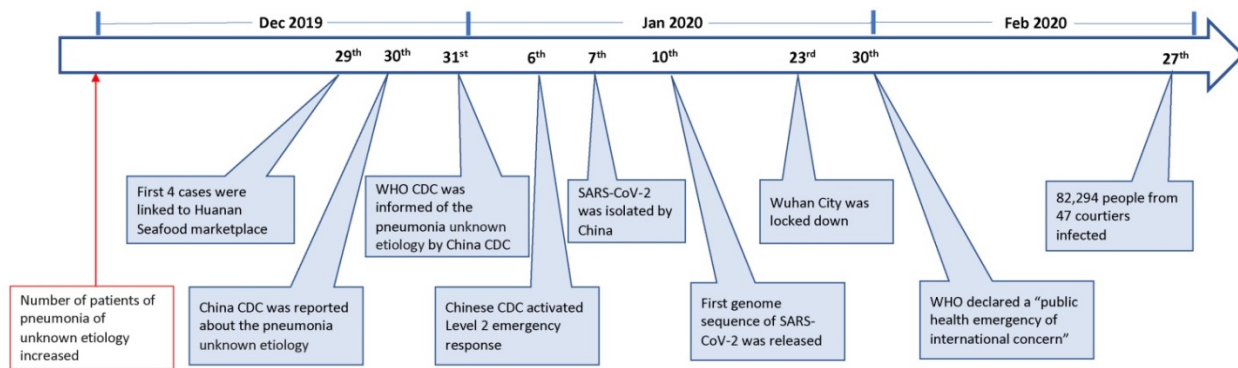 Dec 2019
Jan 2020
Feb 2020
29th
30th
31st
6th
7th
10th
23rd
30th
27th
First 4 cases were
linked to Huanan
Seafood marketplace
WHO CDC was
informed of the
pneumonia unknown
etiology by China CDC
SARS-CoV-2
was isolated by
China
Wuhan City was
locked down
82,294 people from
47 courtiers
infected
Number of patients of
pneumonia of
unknown etiology
increased
China CDC was reported
about the pneumonia
unknown etiology
Chinese CDC activated
Level 2 emergency
response
First genome
sequence of SARS-
CoV-2 was released
WHO declared a “public
health emergency of
international concern”